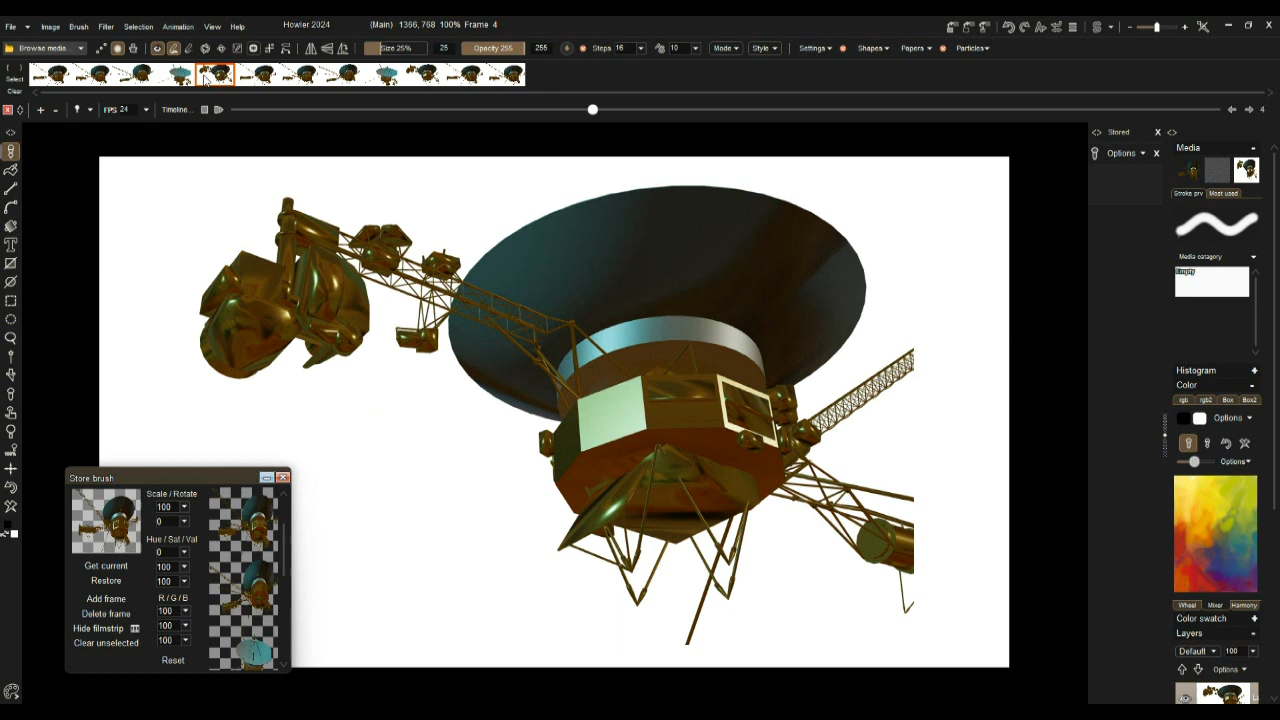 File Image Brush Filter Selection Animation View Help Howler 2024 (Main) 1366, 768 100% Frame 4
Browse media... Size 25% 25 Opacity 255 255 Steps 16 10 Mode Style Settings Shapes Papers Particles
Select
Clear
FPS 24 Timeline... 4
Stored
Options
Media
Stroke prv Most used
Media catagory
Empty
Histogram
Color
rgb rgb2 Box Box2
Options
Options
Wheel Mixer Harmony
Color swatch
Layers
Default 100
Options
Store brush
Scale / Rotate
100
0
Hue / Sat / Val
0
Get current 100
Restore 100
Add frame R / G / B
Delete frame 100
Hide filmstrip 100
Clear unselected 100
Reset